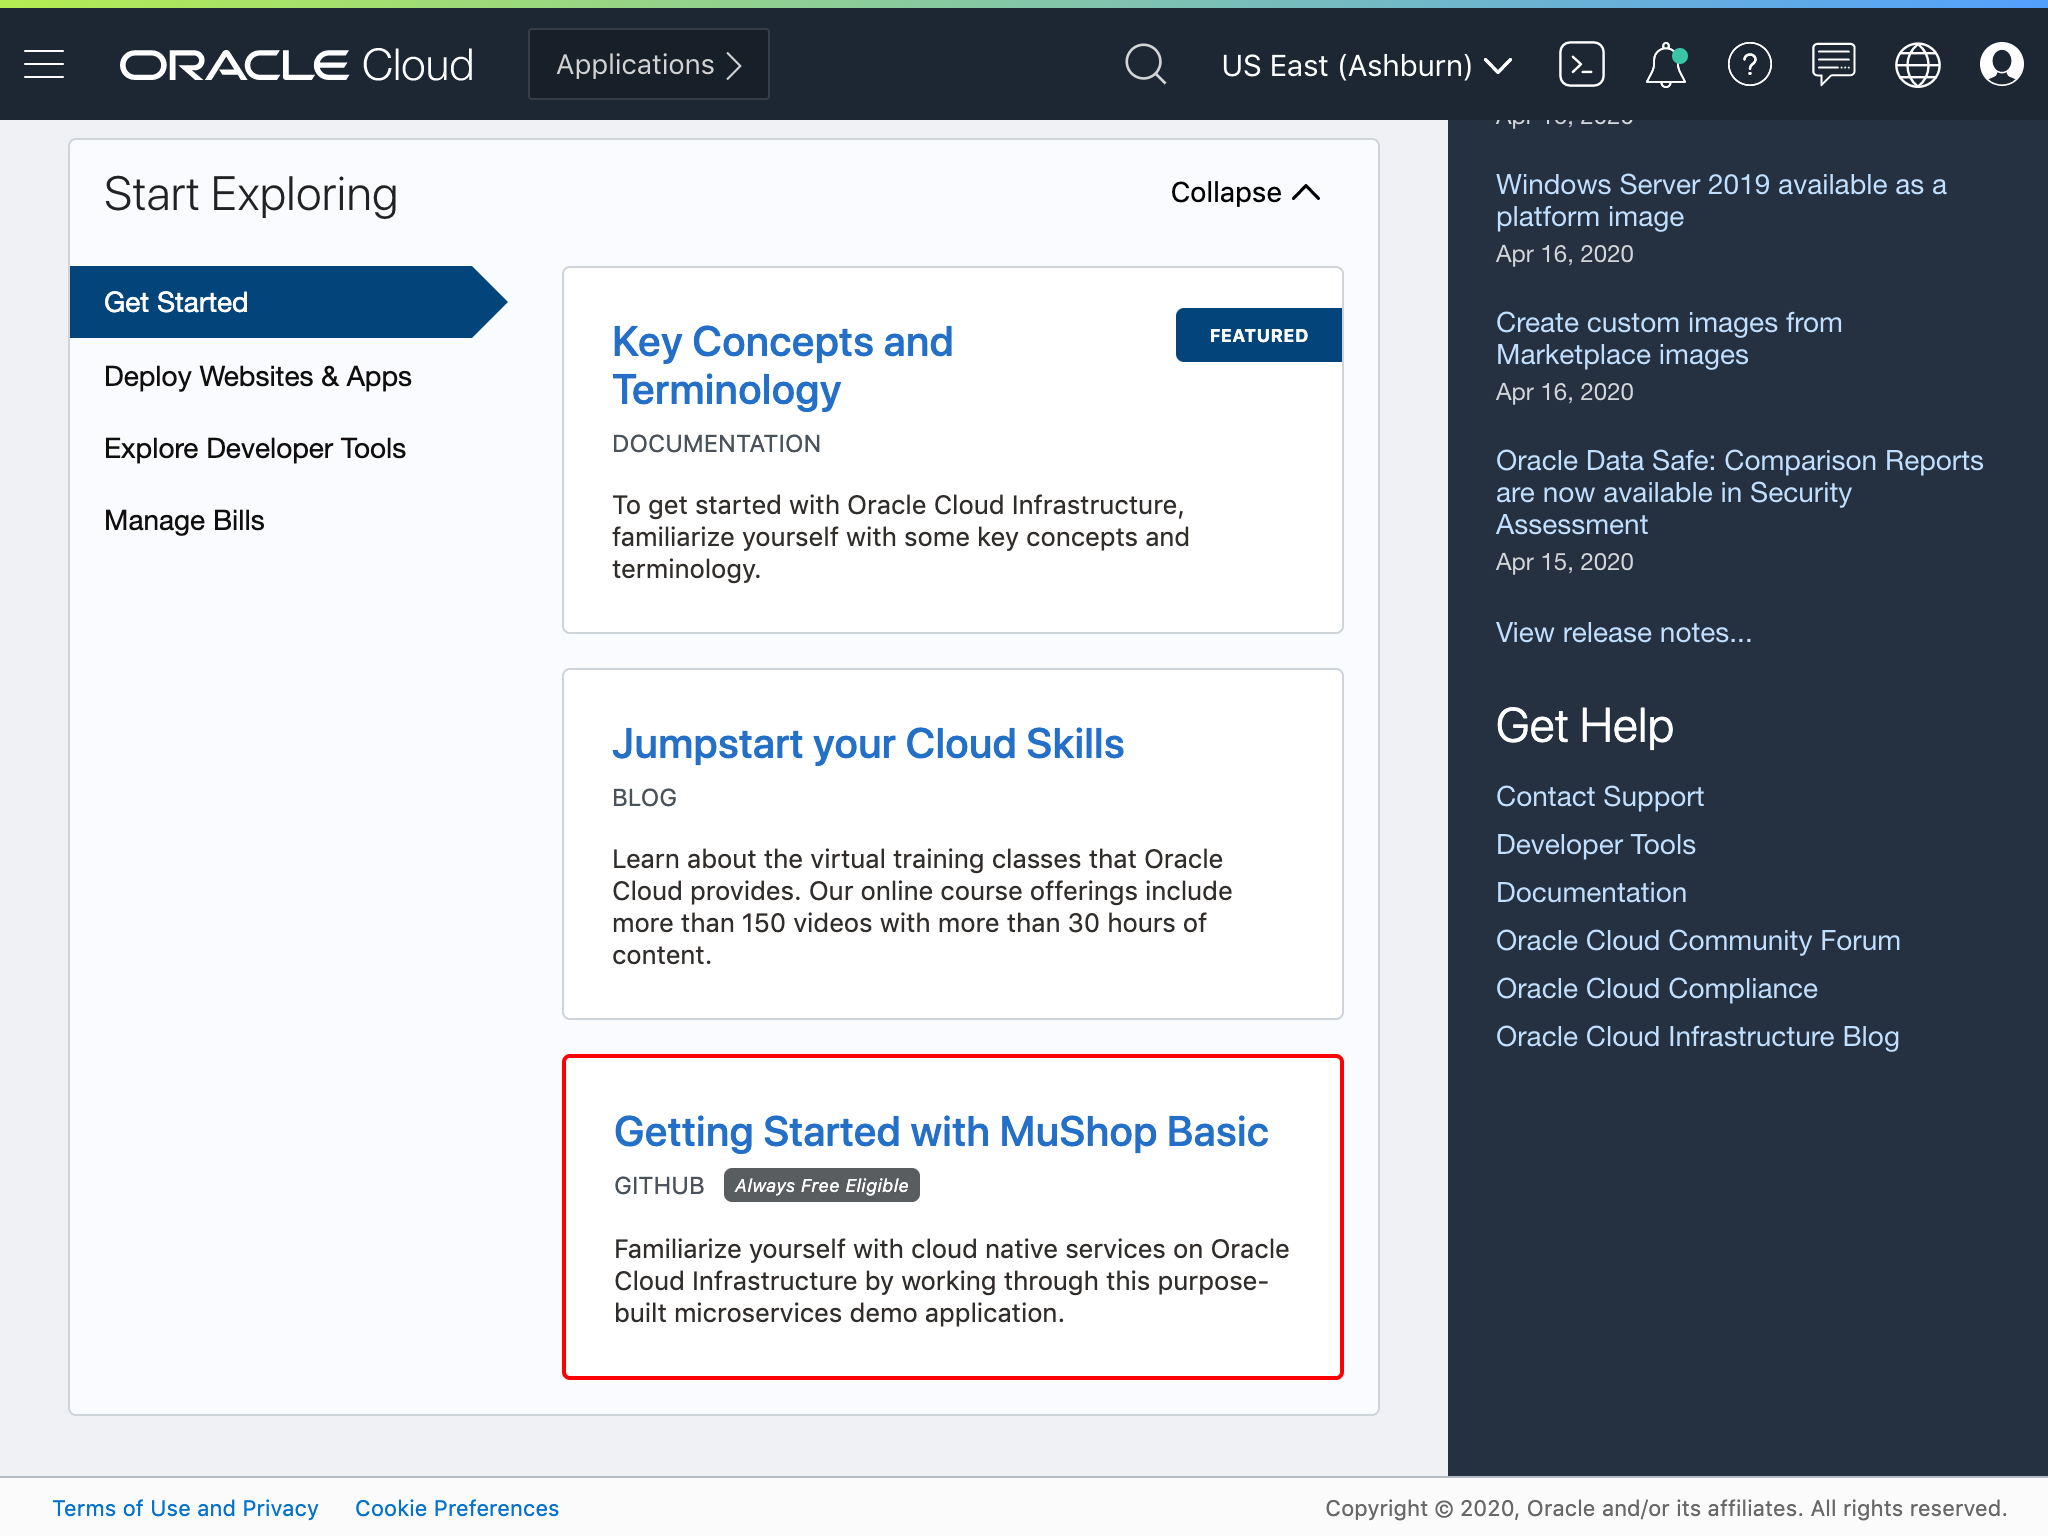 ORACLE Cloud
Applications
US East (Ashburn)
Start Exploring
Collapse
Get Started
Deploy Websites & Apps
Explore Developer Tools
Manage Bills
Key Concepts and
Terminology
FEATURED
DOCUMENTATION
To get started with Oracle Cloud Infrastructure,
familiarize yourself with some key concepts and
terminology.
Jumpstart your Cloud Skills
BLOG
Learn about the virtual training classes that Oracle
Cloud provides. Our online course offerings include
more than 150 videos with more than 30 hours of
content.
Getting Started with MuShop Basic
GITHUB Always Free Eligible
Familiarize yourself with cloud native services on Oracle
Cloud Infrastructure by working through this purpose-
built microservices demo application.
Windows Server 2019 available as a
platform image
Apr 16, 2020
Create custom images from
Marketplace images
Apr 16, 2020
Oracle Data Safe: Comparison Reports
are now available in Security
Assessment
Apr 15, 2020
View release notes...
Get Help
Contact Support
Developer Tools
Documentation
Oracle Cloud Community Forum
Oracle Cloud Compliance
Oracle Cloud Infrastructure Blog
Terms of Use and Privacy Cookie Preferences
Copyright © 2020, Oracle and/or its affiliates. All rights reserved.